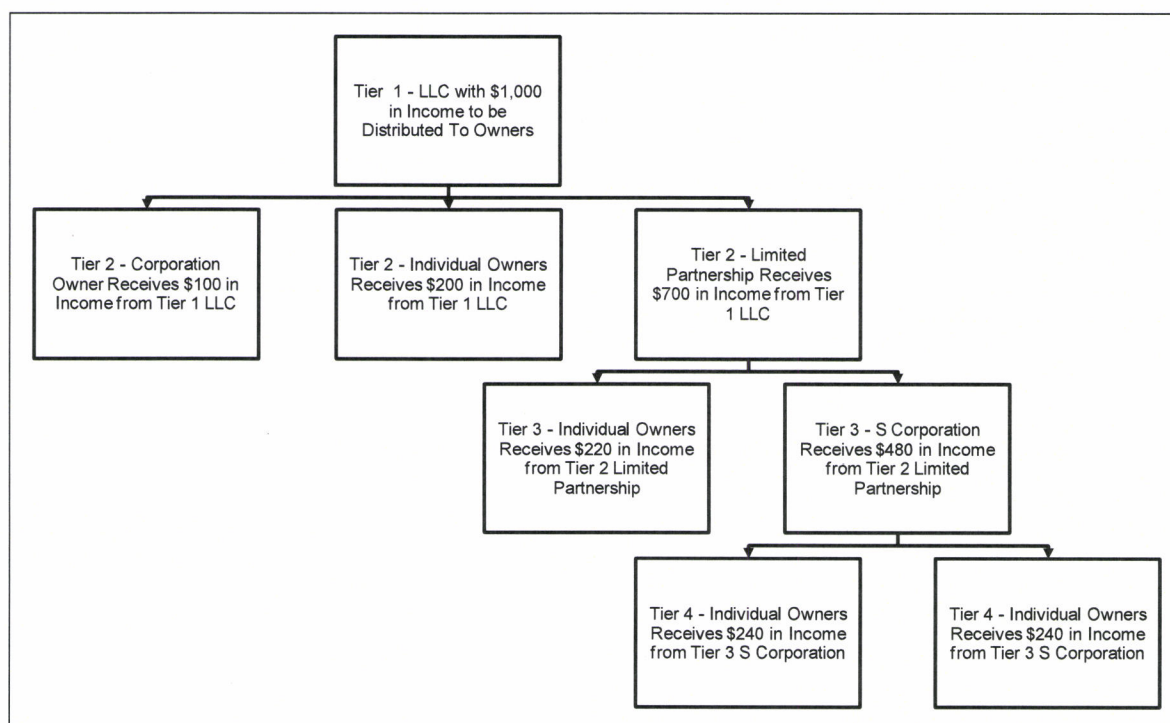 Tier 1 - LLC with $1,000
in Income to be
Distributed To Owners
Tier 2 - Corporation
Owner Receives $100 in
Income from Tier 1 LLC
Tier 2 - Individual Owners
Receives $200 in Income
from Tier 1 LLC
Tier 2 - Limited
Partnership Receives
$700 in Income from Tier
1 LLC
Tier 3 - Individual Owners
Receives $220 in Income
from Tier 2 Limited
Partnership
Tier 3 - S Corporation
Receives $480 in Income
from Tier 2 Limited
Partnership
Tier 4 - Individual Owners
Receives $240 in Income
from Tier 3 S Corporation
Tier 4 - Individual Owners
Receives $240 in Income
from Tier 3 S Corporation